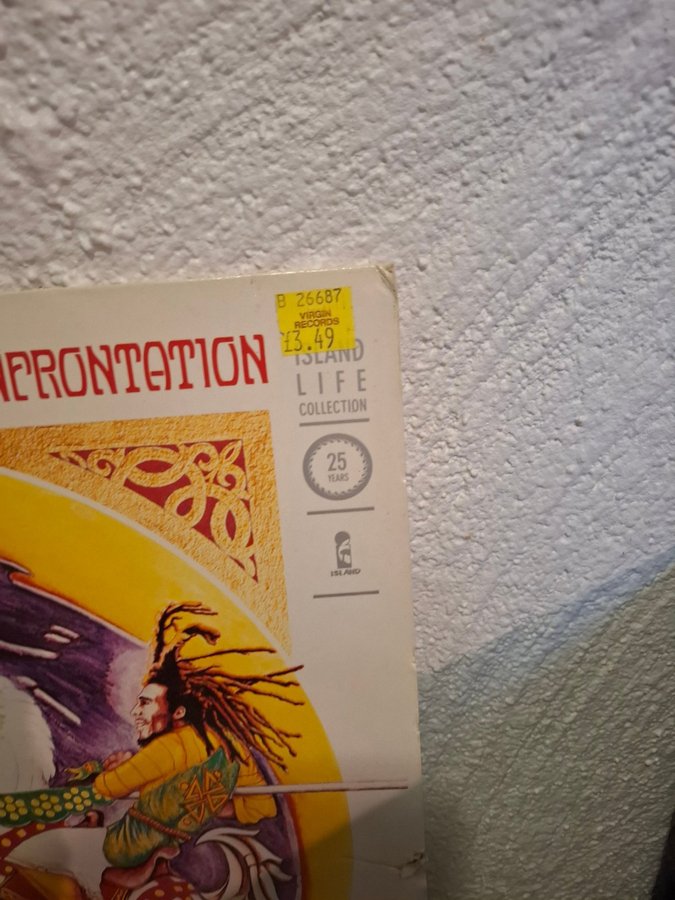 B 26687
VIRGIN
RECORDS
£3.49
NFRONTATION
ISLAND
LIFE
COLLECTION
25
YEARS
ISLAND